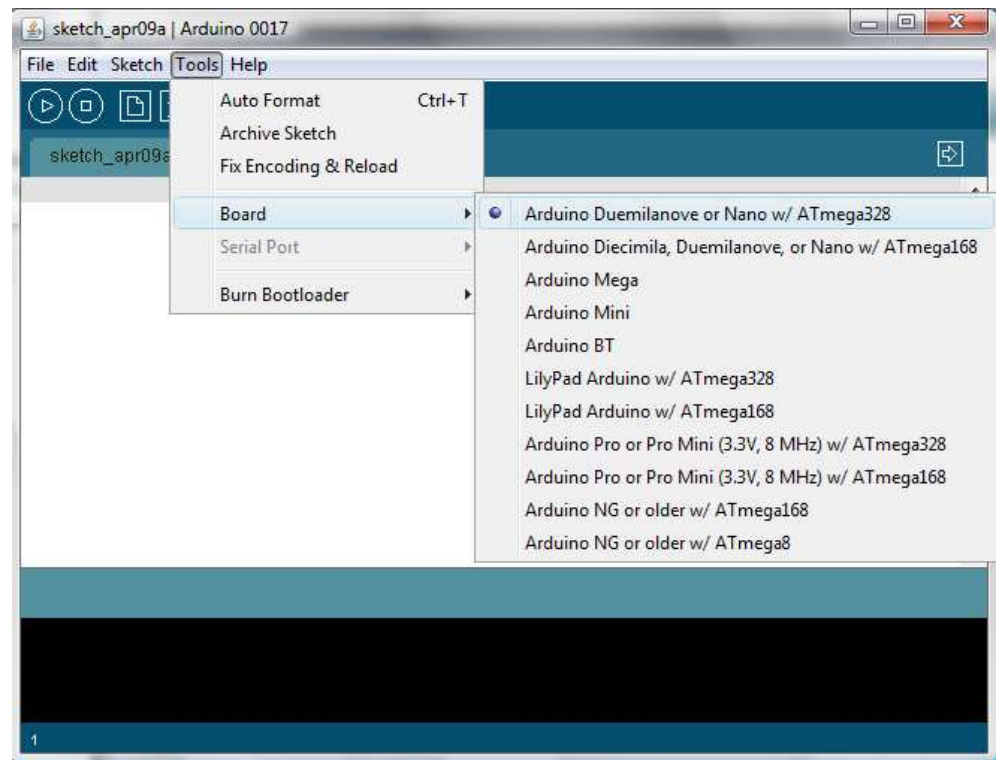 sketch_apr09a | Arduino 0017
File Edit Sketch Tools Help
sketch_apr09a
Auto Format Ctrl+T
Archive Sketch
Fix Encoding & Reload
Board
Serial Port
Burn Bootloader
Arduino Duemilanove or Nano w/ ATmega328
Arduino Diecimila, Duemilanove, or Nano w/ ATmega168
Arduino Mega
Arduino Mini
Arduino BT
LilyPad Arduino w/ ATmega328
LilyPad Arduino w/ ATmega168
Arduino Pro or Pro Mini (3.3V, 8 MHz) w/ ATmega328
Arduino Pro or Pro Mini (3.3V, 8 MHz) w/ ATmega168
Arduino NG or older w/ ATmega168
Arduino NG or older w/ ATmega8
1